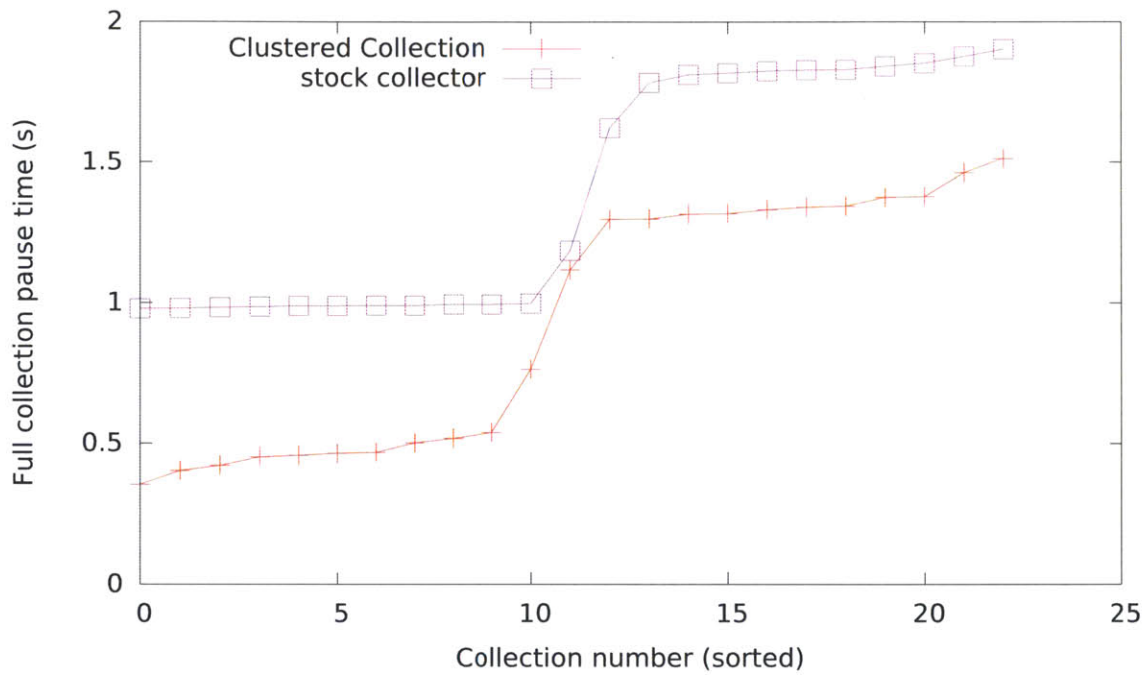 2
1.5
1
0.5
0
0
5
10
15
20
25
Full collection pause time (s)
Collection number (sorted)
Clustered Collection
stock collector